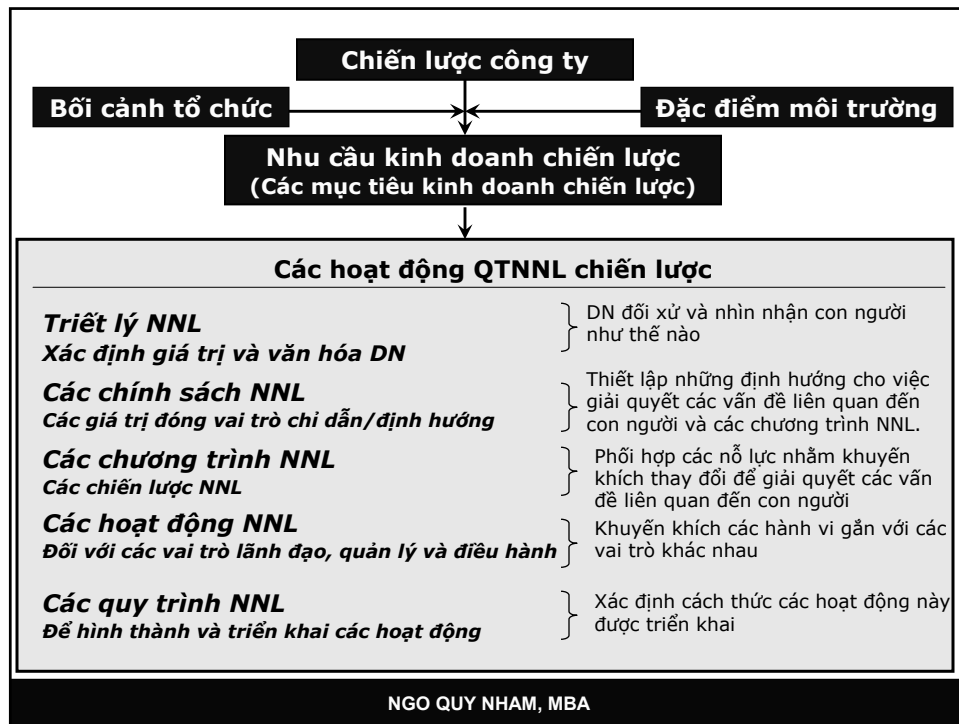 Chiến lược công ty
Bối cảnh tổ chức
Đặc điểm môi trường
Nhu cầu kinh doanh chiến lược
(Các mục tiêu kinh doanh chiến lược)
Các hoạt động QTNNL chiến lược
Triết lý NNL
Xác định giá trị và văn hóa DN
DN đối xử và nhìn nhận con người
như thế nào
Các chính sách NNL
Các giá trị đóng vai trò chỉ dẫn/định hướng
Thiết lập những định hướng cho việc
giải quyết các vấn đề liên quan đến
con người và các chương trình NNL.
Các chương trình NNL
Các chiến lược NNL
Phối hợp các nỗ lực nhằm khuyến
khích thay đổi để giải quyết các vấn
đề liên quan đến con người
Các hoạt động NNL
Đối với các vai trò lãnh đạo, quản lý và điều hành
Khuyến khích các hành vi gắn với các
vai trò khác nhau
Các quy trình NNL
Để hình thành và triển khai các hoạt động
Xác định cách thức các hoạt động này
được triển khai
NGO QUY NHAM, MBA